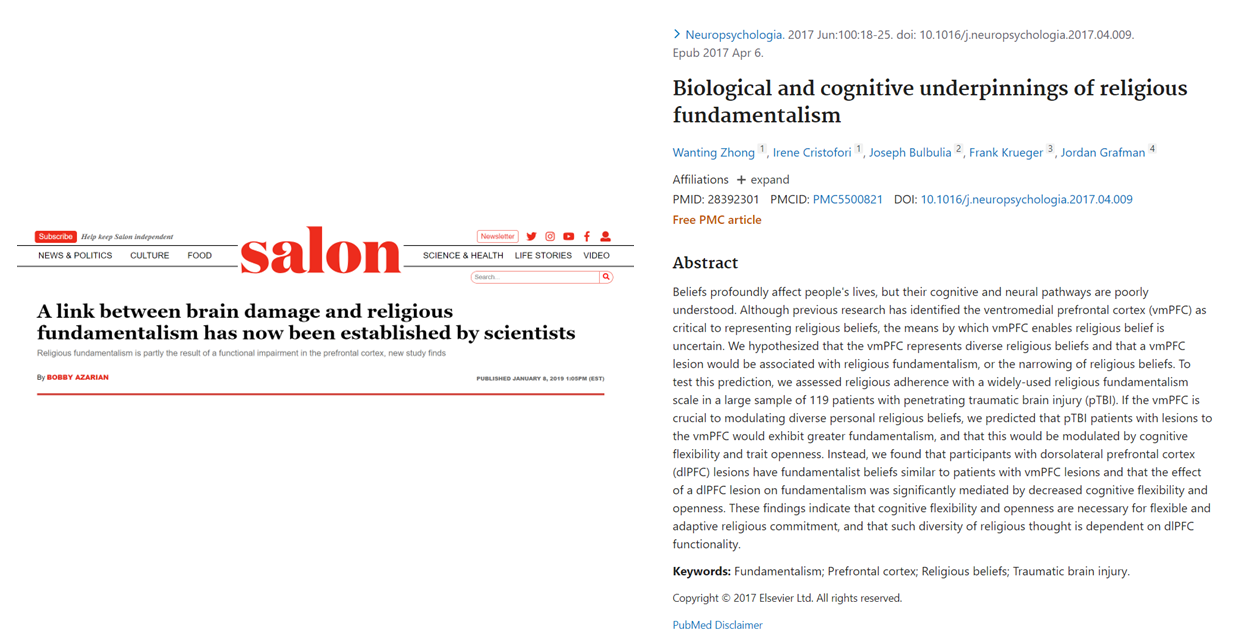 Subscribe Help keep Salon independent
salon
Newsletter
NEWS & POLITICS CULTURE FOOD
SCIENCE & HEALTH LIFE STORIES VIDEO
Search...
A link between brain damage and religious
fundamentalism has now been established by scientists
Religious fundamentalism is partly the result of a functional impairment in the prefrontal cortex, new study finds
By BOBBY AZARIAN
PUBLISHED JANUARY 8, 2019 1:05PM (EST)
> Neuropsychologia. 2017 Jun:100:18-25. doi: 10.1016/j.neuropsychologia.2017.04.009.
Epub 2017 Apr 6.
Biological and cognitive underpinnings of religious
fundamentalism
Wanting Zhong 1, Irene Cristofori 1, Joseph Bulbulia 2, Frank Krueger 3, Jordan Grafman 4
Affiliations + expand
PMID: 28392301 PMCID: PMC5500821 DOI: 10.1016/j.neuropsychologia.2017.04.009
Free PMC article
Abstract
Beliefs profoundly affect people's lives, but their cognitive and neural pathways are poorly
understood. Although previous research has identified the ventromedial prefrontal cortex (vmPFC) as
critical to representing religious beliefs, the means by which vmPFC enables religious belief is
uncertain. We hypothesized that the vmPFC represents diverse religious beliefs and that a vmPFC
lesion would be associated with religious fundamentalism, or the narrowing of religious beliefs. To
test this prediction, we assessed religious adherence with a widely-used religious fundamentalism
scale in a large sample of 119 patients with penetrating traumatic brain injury (pTBI). If the vmPFC is
crucial to modulating diverse personal religious beliefs, we predicted that pTBI patients with lesions to
the vmPFC would exhibit greater fundamentalism, and that this would be modulated by cognitive
flexibility and trait openness. Instead, we found that participants with dorsolateral prefrontal cortex
(dlPFC) lesions have fundamentalist beliefs similar to patients with vmPFC lesions and that the effect
of a dlPFC lesion on fundamentalism was significantly mediated by decreased cognitive flexibility and
openness. These findings indicate that cognitive flexibility and openness are necessary for flexible and
adaptive religious commitment, and that such diversity of religious thought is dependent on dlPFC
functionality.
Keywords: Fundamentalism; Prefrontal cortex; Religious beliefs; Traumatic brain injury.
Copyright © 2017 Elsevier Ltd. All rights reserved.
PubMed Disclaimer